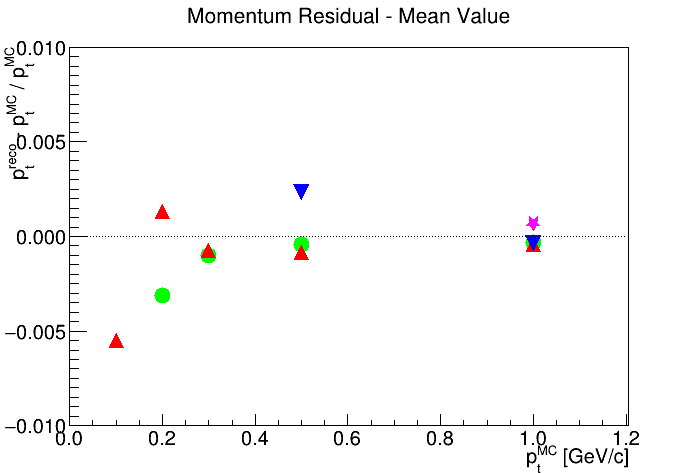 Momentum Residual - Mean Value
p_t^reco - p_t^MC / p_t^MC
0.010
0.005
0.000
−0.005
−0.010
0.0 0.2 0.4 0.6 0.8 1.0 1.2
p_t^MC [GeV/c]